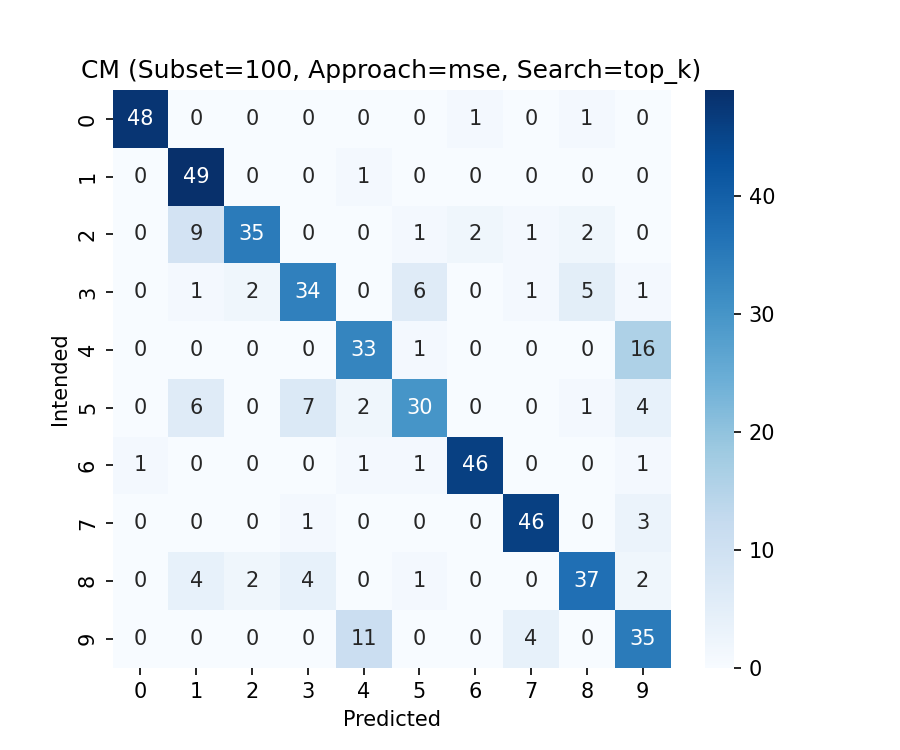 CM (Subset=100, Approach=mse, Search=top_k)
Intended
0 48 0 0 0 0 0 1 0 1 0
1 0 49 0 0 1 0 0 0 0 0
2 0 9 35 0 0 1 2 1 2 0
3 0 1 2 34 0 6 0 1 5 1
4 0 0 0 0 33 1 0 0 0 16
5 0 6 0 7 2 30 0 0 1 4
6 1 0 0 0 1 1 46 0 0 1
7 0 0 0 1 0 0 0 46 0 3
8 0 4 2 4 0 1 0 0 37 2
9 0 0 0 0 11 0 0 4 0 35
0 1 2 3 4 5 6 7 8 9
Predicted
40
30
20
10
0